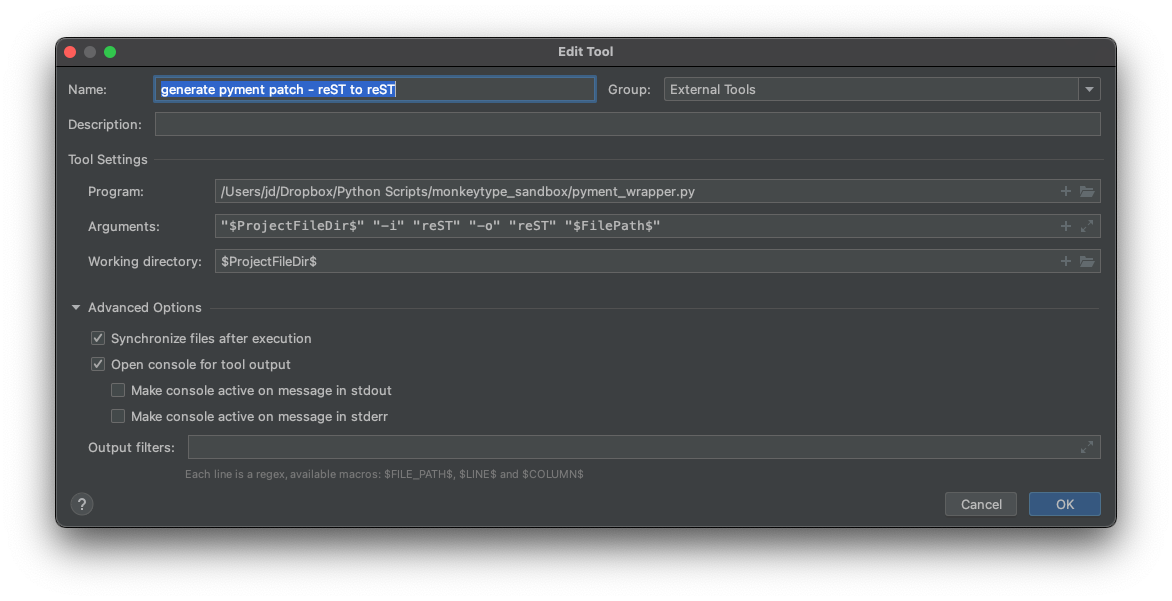 Edit Tool
Name: generate pyment patch - reST to reST Group: External Tools
Description:
Tool Settings
Program: /Users/jd/Dropbox/Python Scripts/monkeytype_sandbox/pyment_wrapper.py
Arguments: "$ProjectFileDir$" "-i" "reST" "-o" "reST" "$FilePath$"
Working directory: $ProjectFileDir$
Advanced Options
Synchronize files after execution
Open console for tool output
Make console active on message in stdout
Make console active on message in stderr
Output filters:
Each line is a regex, available macros: $FILE_PATH$, $LINE$ and $COLUMN$
? Cancel OK